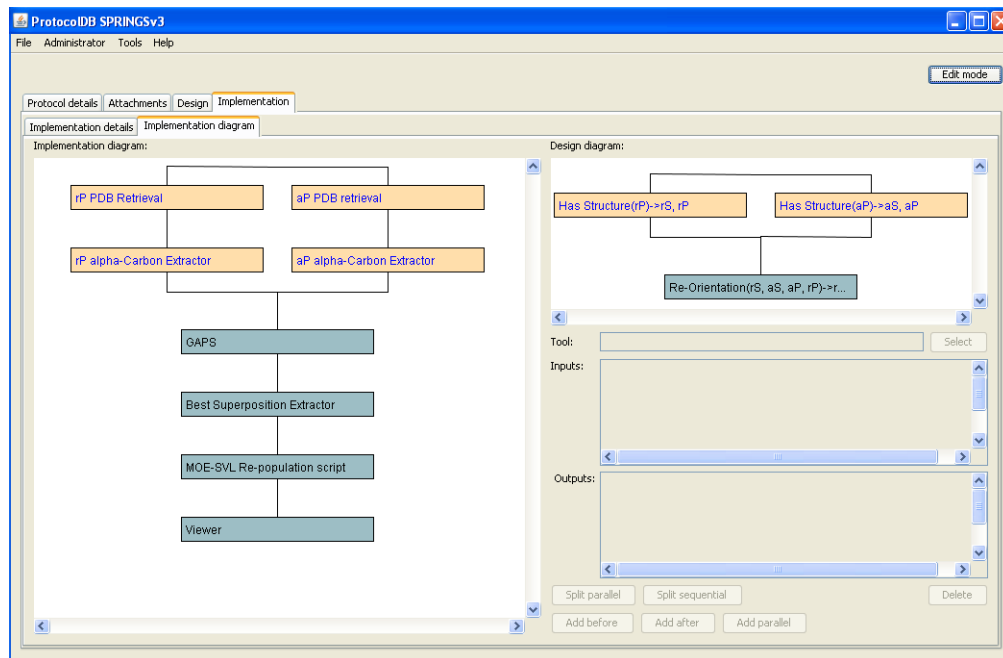 ProtocolDB SPRINGSv3
File Administrator Tools Help
Edit mode
Protocol details Attachments Design Implementation
Implementation details Implementation diagram
Implementation diagram:
rP PDB Retrieval aP PDB retrieval
rP alpha-Carbon Extractor aP alpha-Carbon Extractor
GAPS
Best Superposition Extractor
MOE-SVL Re-population script
Viewer
Design diagram:
Has Structure(rP)->rS, rP Has Structure(aP)->aS, aP
Re-Orientation(rS, aS, aP, rP)->r...
Tool: Select
Inputs:
Outputs:
Split parallel Split sequential Delete
Add before Add after Add parallel